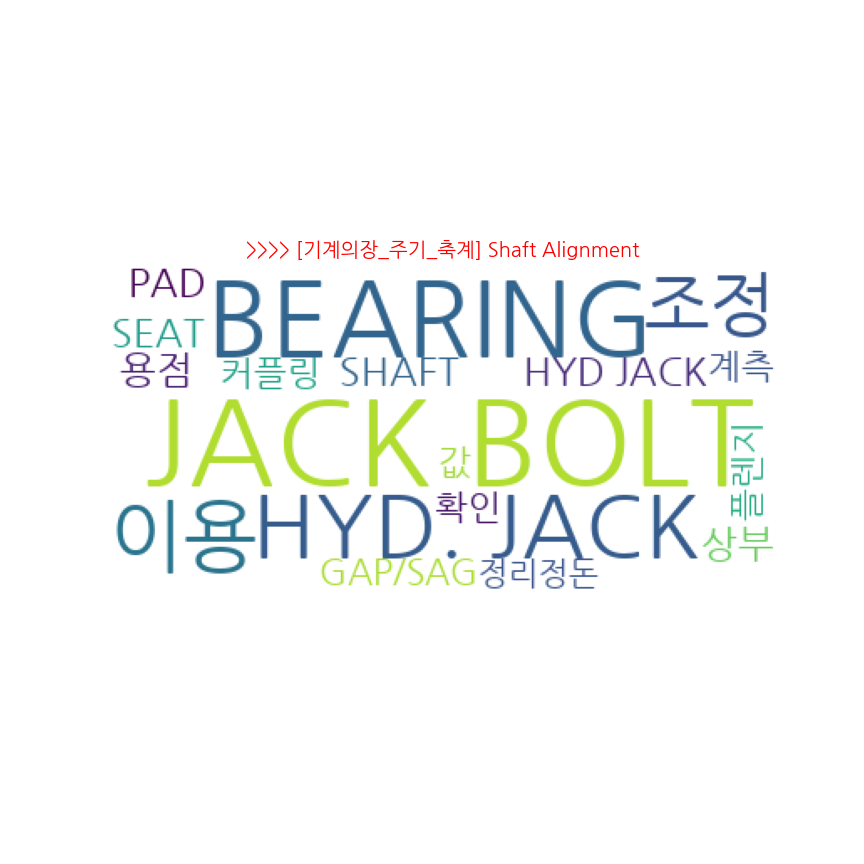 >>>> [기계의장_주기_축계] Shaft Alignment
PAD
BEARING
조정
SEAT
용점
커플링
SHAFT
HYD JACK
계측
JACK BOLT
값
플렌지
이용
HYD. JACK
확인
상부
GAP/SAG
정리정돈